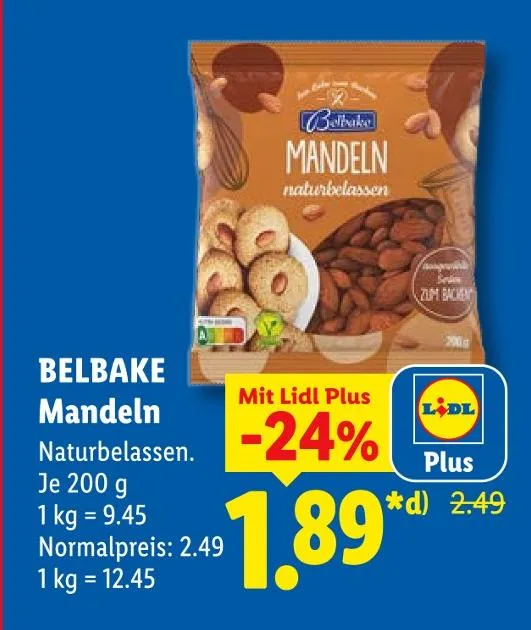 Belbake
MANDELN
naturbelassen
ausgewählte
Sorten
ZUM BACKEN
200 g
A
BELBAKE
Mandeln
Naturbelassen.
Je 200 g
1 kg = 9.45
Normalpreis: 2.49
1 kg = 12.45
Mit Lidl Plus
-24%
LIDL
Plus
1.89 *d) 2.49